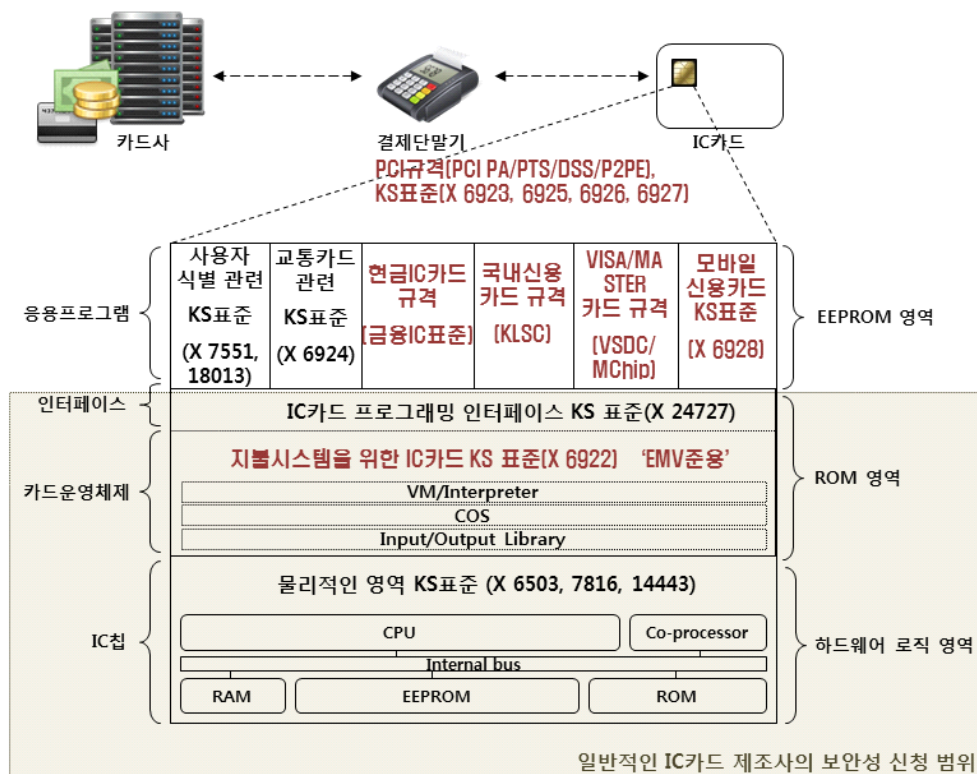 카드사
결제단말기
IC카드
PCI규격(PCI PA/PTS/DSS/P2PE),
KS표준(X 6923, 6925, 6926, 6927)
응용프로그램
사용자
식별 관련
KS표준
(X 7551,
18013)
교통카드
관련
KS표준
(X 6924)
현금IC카드
규격
(금융IC표준)
국내신용
카드 규격
(KLSC)
VISA/MA
STER
카드 규격
(VSDC/
MChip)
모바일
신용카드
KS표준
(X 6928)
EEPROM 영역
인터페이스
IC카드 프로그래밍 인터페이스 KS 표준(X 24727)
카드운영체제
지불시스템을 위한 IC카드 KS 표준(X 6922) ‘EMV준용’
VM/Interpreter
COS
Input/Output Library
ROM 영역
IC칩
물리적인 영역 KS표준 (X 6503, 7816, 14443)
CPU
Co-processor
Internal bus
RAM
EEPROM
ROM
하드웨어 로직 영역
일반적인 IC카드 제조사의 보안성 신청 범위